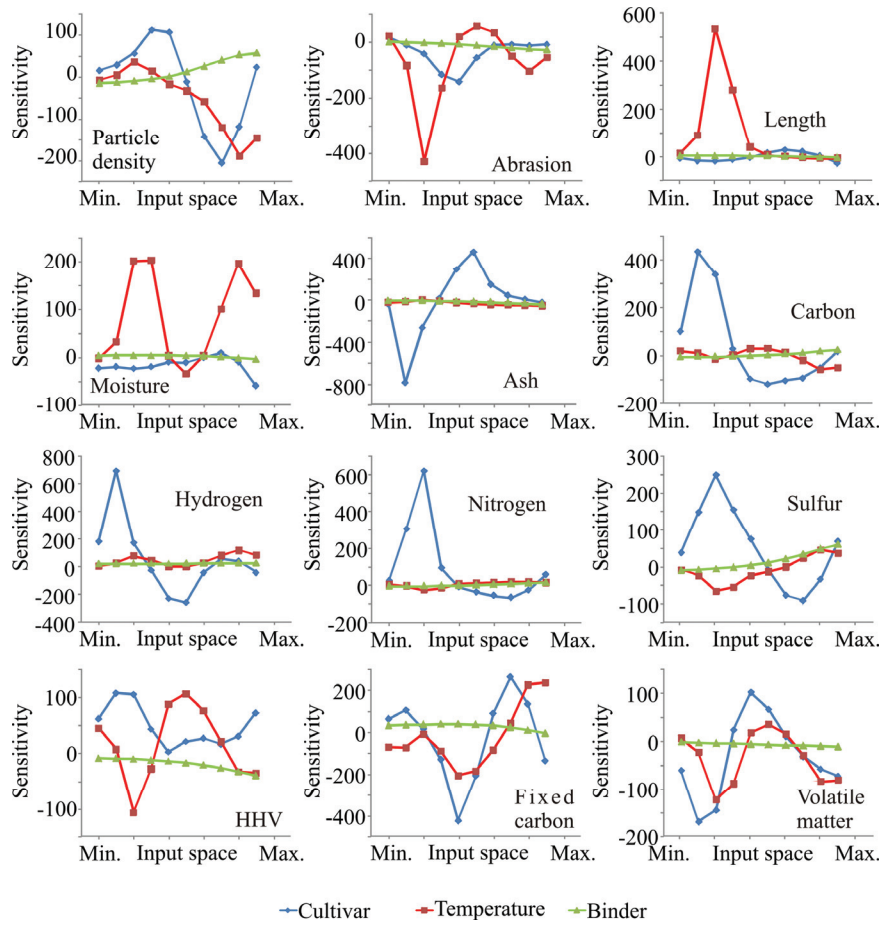 Sensitivity
100
0
-100
-200
Particle
density
Min. Input space Max.
Sensitivity
0
-200
-400
Abrasion
Min. Input space Max.
Sensitivity
600
400
200
0
Length
Min. Input space Max.
Sensitivity
200
100
0
-100
Moisture
Min. Input space Max.
Sensitivity
400
200
0
-200
-400
-600
-800
Ash
Min. Input space Max.
Sensitivity
400
200
0
-200
Carbon
Min. Input space Max.
Sensitivity
800
600
400
200
0
-200
-400
Hydrogen
Min. Input space Max.
Sensitivity
600
400
200
0
-200
Nitrogen
Min. Input space Max.
Sensitivity
300
200
100
0
-100
Sulfur
Min. Input space Max.
Sensitivity
100
0
-100
HHV
Min. Input space Max.
Sensitivity
200
0
-200
-400
Fixed
carbon
Min. Input space Max.
Sensitivity
100
0
-100
-200
Volatile
matter
Min. Input space Max.
Cultivar Temperature Binder